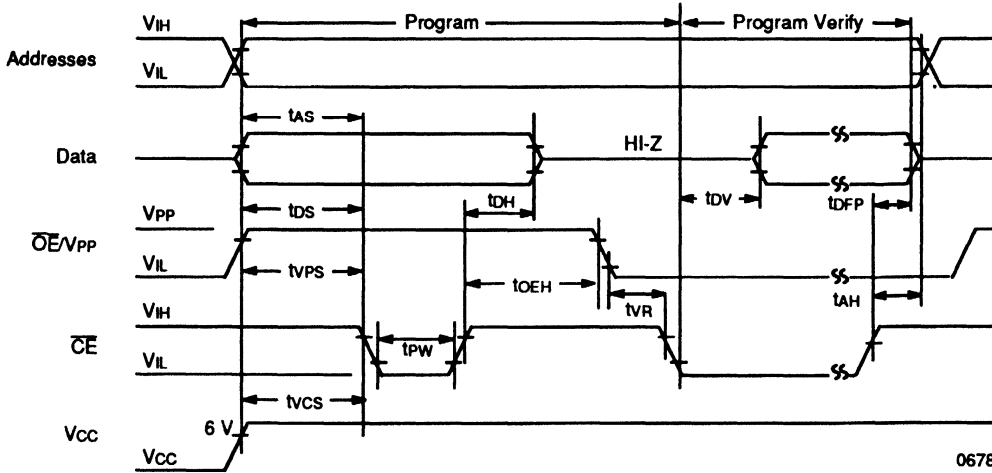 VIH
Program
Program Verify
Addresses
VIL
tAS
Data
HI-Z
tDS
tDH
tDV
tDFP
VPP
OE/VPP
VIL
tVPS
tOEH
tVR
tAH
VIH
CE
tPW
VIL
tVCS
6 V
VCC
VCC
0678